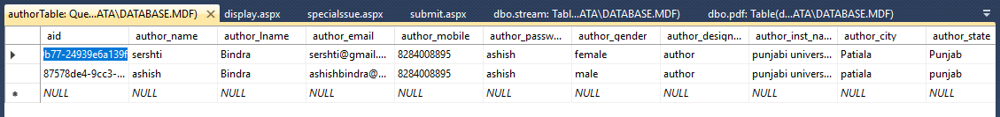 authorTable: Que...ATA\DATABASE.MDF) display.aspx specialssue.aspx submit.aspx dbo.stream: Tabl...ATA\DATABASE.MDF) dbo.pdf: Table(d...ATA\DATABASE.MDF)
aid author_name author_lname author_email author_mobile author_passw... author_gender author_design... author_inst_na... author_city author_state
b77-24939e6a139f sershti Bindra sershti@gmail.... 8284008895 ashish female author punjabi univers... Patiala Punjab
87578de4-9cc3-... ashish Bindra ashishbindra@... 8284008895 ashish male author punjabi univers... patiala punjab
NULL NULL NULL NULL NULL NULL NULL NULL NULL NULL NULL